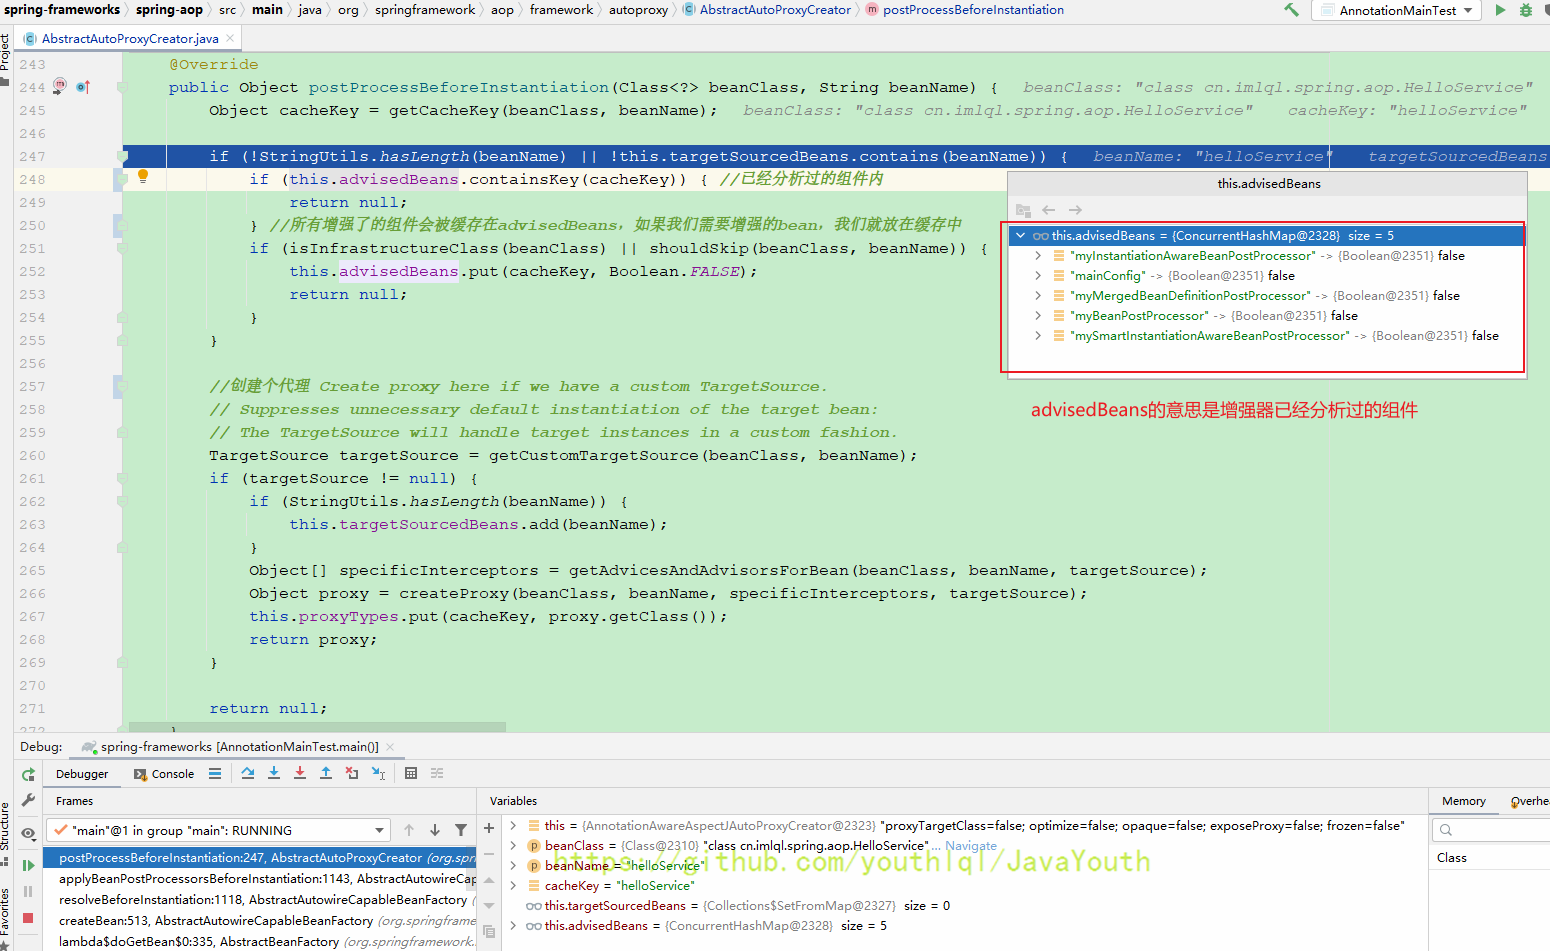 spring-frameworks spring-aop src main java org springframework aop framework autoproxy AbstractAutoProxyCreator postProcessBeforeInstantiation AnnotationMainTest
Project
AbstractAutoProxyCreator.java
243 @Override
244 public Object postProcessBeforeInstantiation(Class<?> beanClass, String beanName) { beanClass: "class cn.imlql.spring.aop.HelloService"
245 Object cacheKey = getCacheKey(beanClass, beanName); beanClass: "class cn.imlql.spring.aop.HelloService" cacheKey: "helloService"
246
247 if (!StringUtils.hasLength(beanName) || !this.targetSourcedBeans.contains(beanName)) { beanName: "helloService" targetSourcedBeans
248 if (this.advisedBeans.containsKey(cacheKey)) { //已经分析过的组件内
249 return null;
250 } //所有增强了的组件会被缓存在advisedBeans，如果我们需要增强的bean，我们就放在缓存中
251 if (isInfrastructureClass(beanClass) || shouldSkip(beanClass, beanName)) {
252 this.advisedBeans.put(cacheKey, Boolean.FALSE);
253 return null;
254 }
255 }
256
257 //创建个代理 Create proxy here if we have a custom TargetSource.
258 // Suppresses unnecessary default instantiation of the target bean:
259 // The TargetSource will handle target instances in a custom fashion.
260 TargetSource targetSource = getCustomTargetSource(beanClass, beanName);
261 if (targetSource != null) {
262 if (StringUtils.hasLength(beanName)) {
263 this.targetSourcedBeans.add(beanName);
264 }
265 Object[] specificInterceptors = getAdvicesAndAdvisorsForBean(beanClass, beanName, targetSource);
266 Object proxy = createProxy(beanClass, beanName, specificInterceptors, targetSource);
267 this.proxyTypes.put(cacheKey, proxy.getClass());
268 return proxy;
269 }
270
271 return null;
272 }
this.advisedBeans
this.advisedBeans = {ConcurrentHashMap@2328} size = 5
"myInstantiationAwareBeanPostProcessor" -> {Boolean@2351} false
"mainConfig" -> {Boolean@2351} false
"myMergedBeanDefinitionPostProcessor" -> {Boolean@2351} false
"myBeanPostProcessor" -> {Boolean@2351} false
"mySmartInstantiationAwareBeanPostProcessor" -> {Boolean@2351} false
advisedBeans的意思是增强器已经分析过的组件
Debug: spring-frameworks [AnnotationMainTest.main()]
Debugger Console
Frames
"main"@1 in group "main": RUNNING
postProcessBeforeInstantiation:247, AbstractAutoProxyCreator (org.spri
applyBeanPostProcessorsBeforeInstantiation:1143, AbstractAutowireCap
resolveBeforeInstantiation:1118, AbstractAutowireCapableBeanFactory
createBean:513, AbstractAutowireCapableBeanFactory (org.springframe
lambda$doGetBean$0:335, AbstractBeanFactory (org.springframework.
Variables
this = {AnnotationAwareAspectJAutoProxyCreator@2323} "proxyTargetClass=false; optimize=false; opaque=false; exposeProxy=false; frozen=false"
beanClass = {Class@2310} "class cn.imlql.spring.aop.HelloService" ... Navigate
beanName = "helloService"
cacheKey = "helloService"
this.targetSourcedBeans = {Collections$SetFromMap@2327} size = 0
this.advisedBeans = {ConcurrentHashMap@2328} size = 5
https://github.com/youthlql/JavaYouth
Memory Overhe
Class
Structure
Favorites